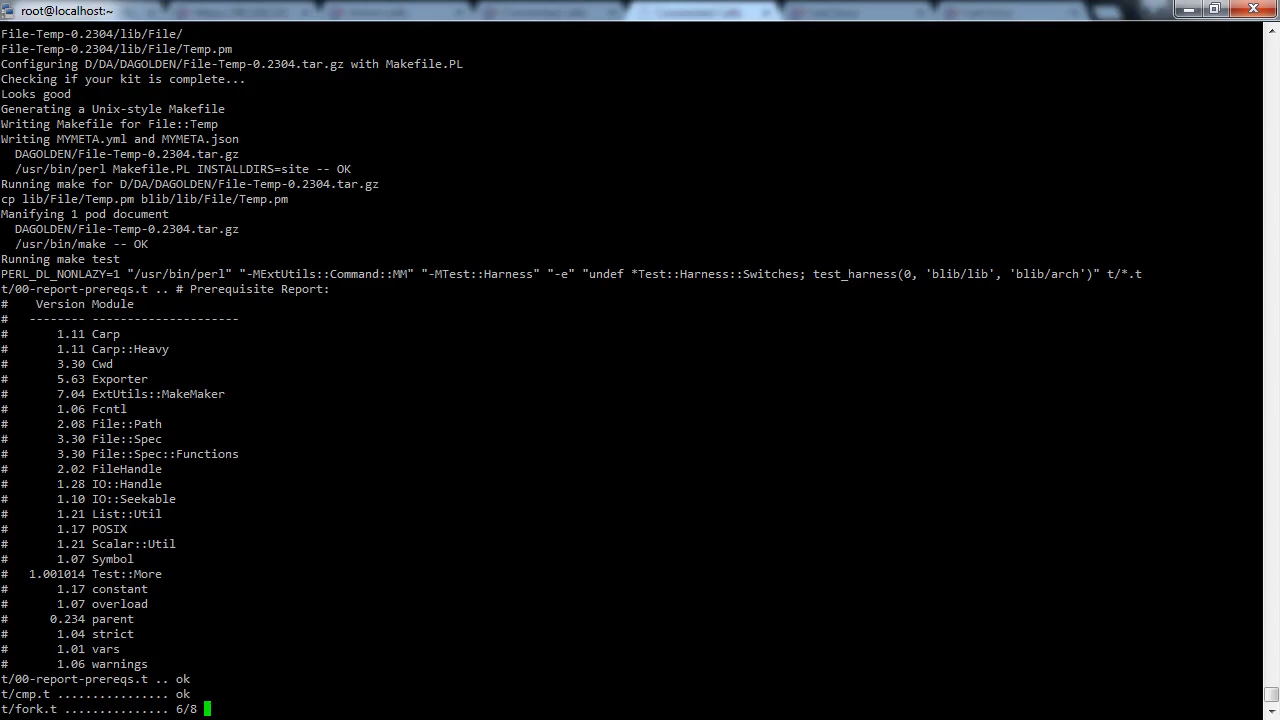 root@localhost:~
File-Temp-0.2304/lib/File/
File-Temp-0.2304/lib/File/Temp.pm
Configuring D/DA/DAGOLDEN/File-Temp-0.2304.tar.gz with Makefile.PL
Checking if your kit is complete...
Looks good
Generating a Unix-style Makefile
Writing Makefile for File::Temp
Writing MYMETA.yml and MYMETA.json
  DAGOLDEN/File-Temp-0.2304.tar.gz
  /usr/bin/perl Makefile.PL INSTALLDIRS=site -- OK
Running make for D/DA/DAGOLDEN/File-Temp-0.2304.tar.gz
cp lib/File/Temp.pm blib/lib/File/Temp.pm
Manifying 1 pod document
  DAGOLDEN/File-Temp-0.2304.tar.gz
  /usr/bin/make -- OK
Running make test
PERL_DL_NONLAZY=1 "/usr/bin/perl" "-MExtUtils::Command::MM" "-MTest::Harness" "-e" "undef *Test::Harness::Switches; test_harness(0, 'blib/lib', 'blib/arch')" t/*.t
t/00-report-prereqs.t .. # Prerequisite Report:
#    Version Module
#   -------- ---------------------
#       1.11 Carp
#       1.11 Carp::Heavy
#       3.30 Cwd
#       5.63 Exporter
#       7.04 ExtUtils::MakeMaker
#       1.06 Fcntl
#       2.08 File::Path
#       3.30 File::Spec
#       3.30 File::Spec::Functions
#       2.02 FileHandle
#       1.28 IO::Handle
#       1.10 IO::Seekable
#       1.21 List::Util
#       1.17 POSIX
#       1.21 Scalar::Util
#       1.07 Symbol
#   1.001014 Test::More
#       1.17 constant
#       1.07 overload
#      0.234 parent
#       1.04 strict
#       1.01 vars
#       1.06 warnings
t/00-report-prereqs.t .. ok
t/cmp.t ................ ok
t/fork.t ............... 6/8